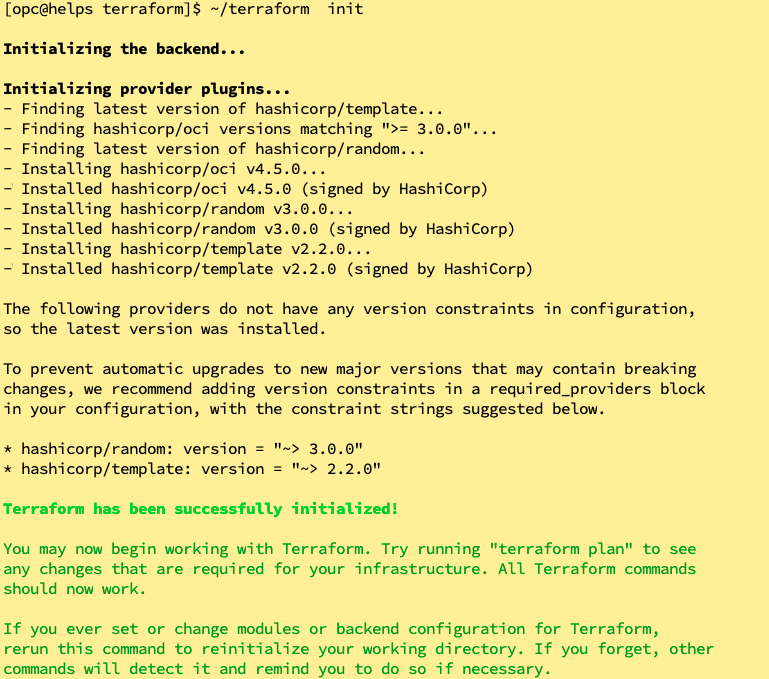 [opc@helps terraform]$ ~/terraform  init
Initializing the backend...
Initializing provider plugins...
- Finding latest version of hashicorp/template...
- Finding hashicorp/oci versions matching ">= 3.0.0"...
- Finding latest version of hashicorp/random...
- Installing hashicorp/oci v4.5.0...
- Installed hashicorp/oci v4.5.0 (signed by HashiCorp)
- Installing hashicorp/random v3.0.0...
- Installed hashicorp/random v3.0.0 (signed by HashiCorp)
- Installing hashicorp/template v2.2.0...
- Installed hashicorp/template v2.2.0 (signed by HashiCorp)
The following providers do not have any version constraints in configuration,
so the latest version was installed.
To prevent automatic upgrades to new major versions that may contain breaking
changes, we recommend adding version constraints in a required_providers block
in your configuration, with the constraint strings suggested below.
* hashicorp/random: version = "~> 3.0.0"
* hashicorp/template: version = "~> 2.2.0"
Terraform has been successfully initialized!
You may now begin working with Terraform. Try running "terraform plan" to see
any changes that are required for your infrastructure. All Terraform commands
should now work.
If you ever set or change modules or backend configuration for Terraform,
rerun this command to reinitialize your working directory. If you forget, other
commands will detect it and remind you to do so if necessary.